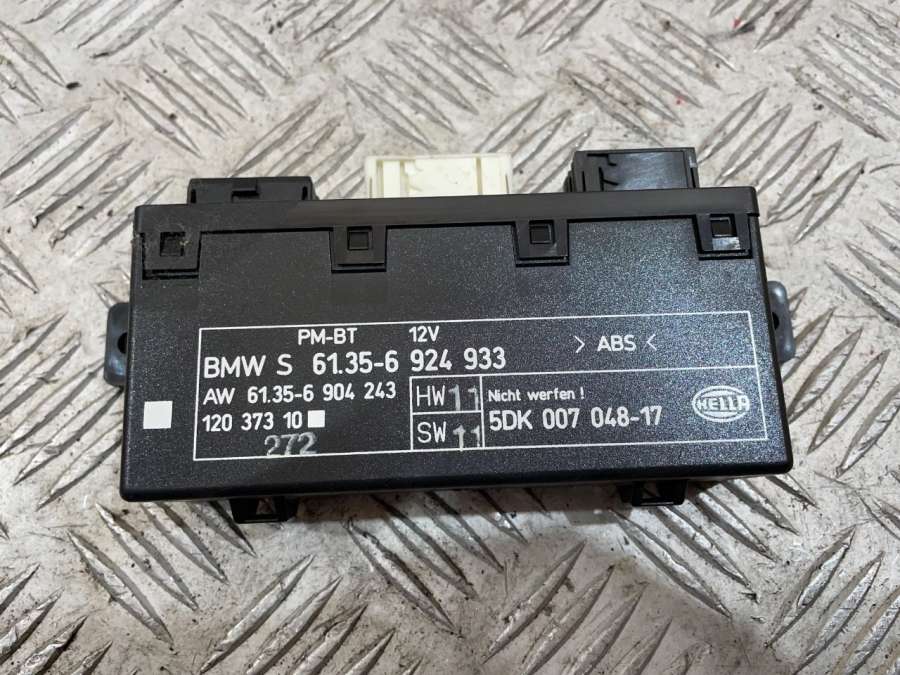 PM-BT 12V
BMW S 61.35-6 924 933 > ABS <
AW 61.35-6 904 243 HW 11 Nicht werfen !
120 373 10 SW 11 5DK 007 048-17 HELLA
272